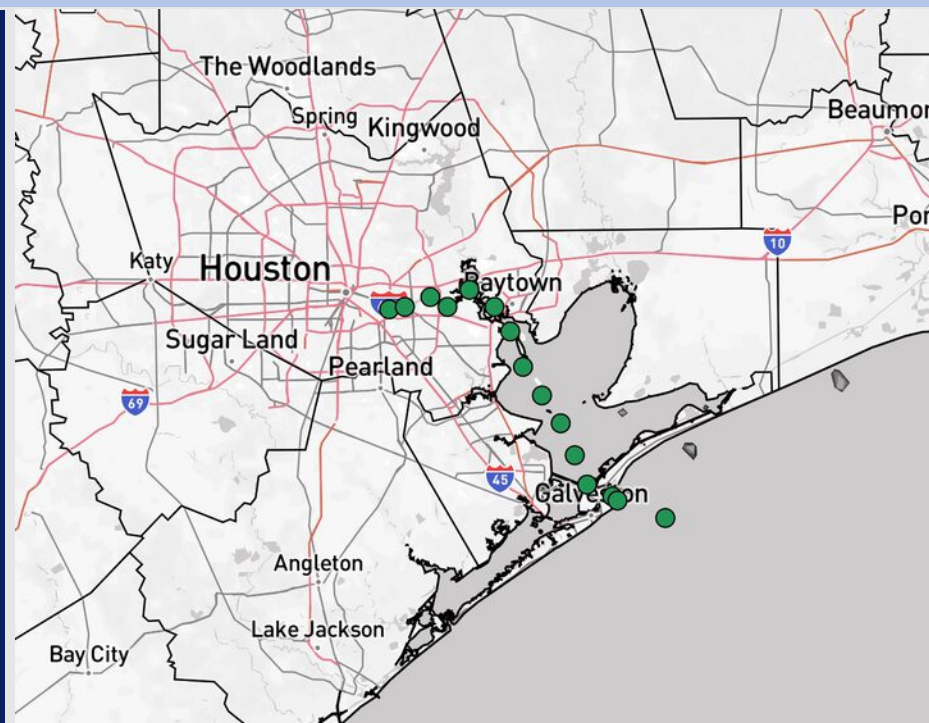 The Woodlands
Spring
Kingwood
Beaumon
Por
10
Katy
Houston
Baytown
Sugar Land
Pearland
69
45
Galveston
Angleton
Lake Jackson
Bay City